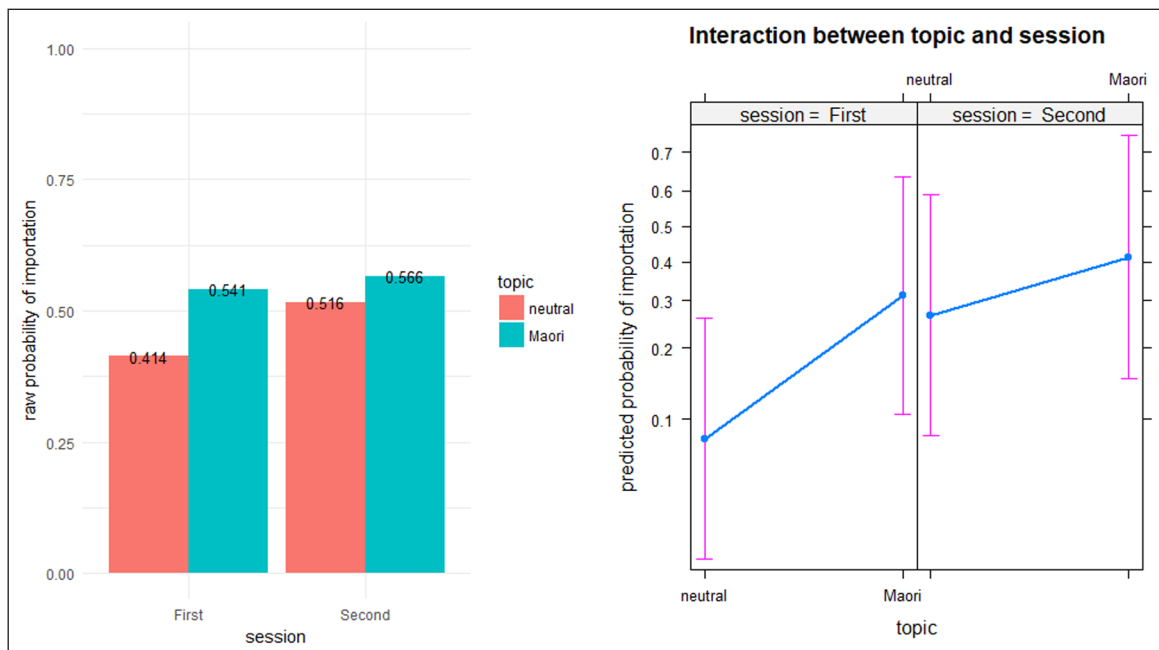 1.00
0.75
0.50
0.25
0.00
raw probability of importation
0.414
0.541
0.516
0.566
First
Second
session
topic
neutral
Maori
Interaction between topic and session
neutral
Maori
session = First
session = Second
0.7
0.6
0.5
0.4
0.3
0.2
0.1
predicted probability of importation
neutral
Maori
topic